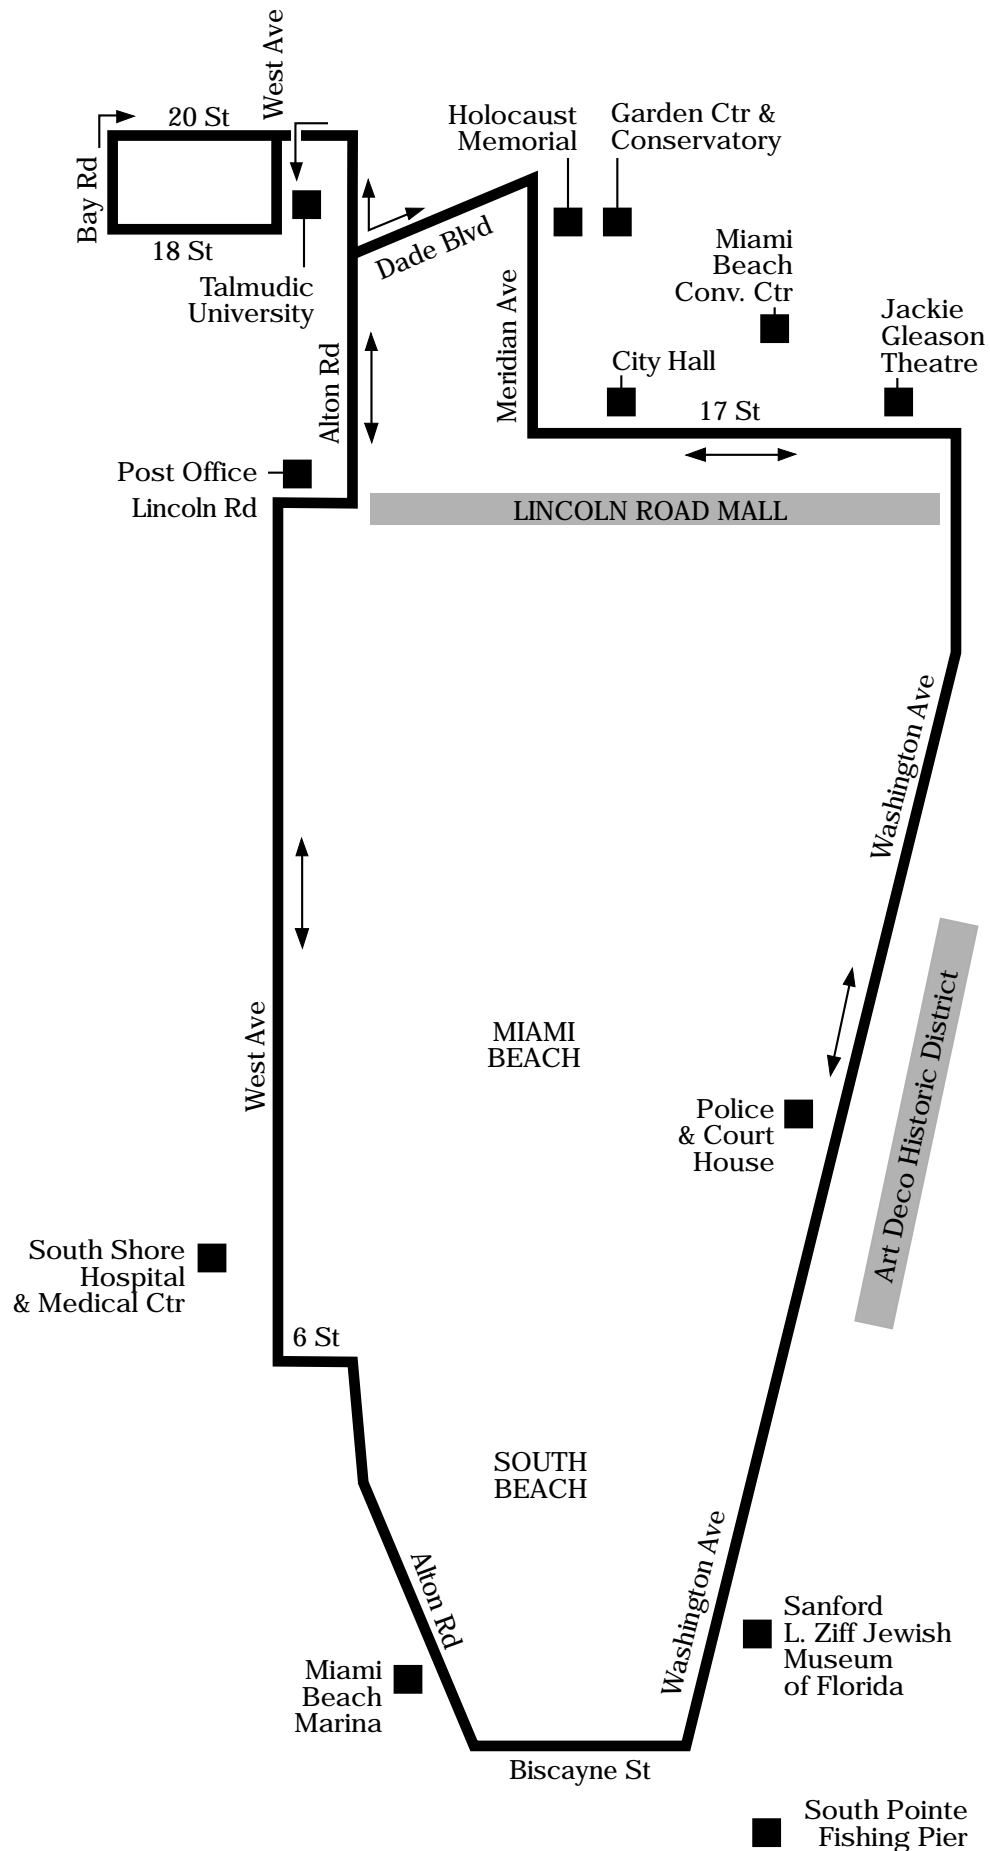 West Ave
20 St
Bay Rd
18 St
Talmudic
University
Holocaust
Memorial
Garden Ctr &
Conservatory
Dade Blvd
Miami
Beach
Conv. Ctr
Jackie
Gleason
Theatre
Meridian Ave
Alton Rd
City Hall
17 St
Post Office
Lincoln Rd
LINCOLN ROAD MALL
Washington Ave
West Ave
MIAMI
BEACH
Art Deco Historic District
Police
& Court
House
South Shore
Hospital
& Medical Ctr
6 St
SOUTH
BEACH
Alton Rd
Washington Ave
Sanford
L. Ziff Jewish
Museum
of Florida
Miami
Beach
Marina
Biscayne St
South Pointe
Fishing Pier